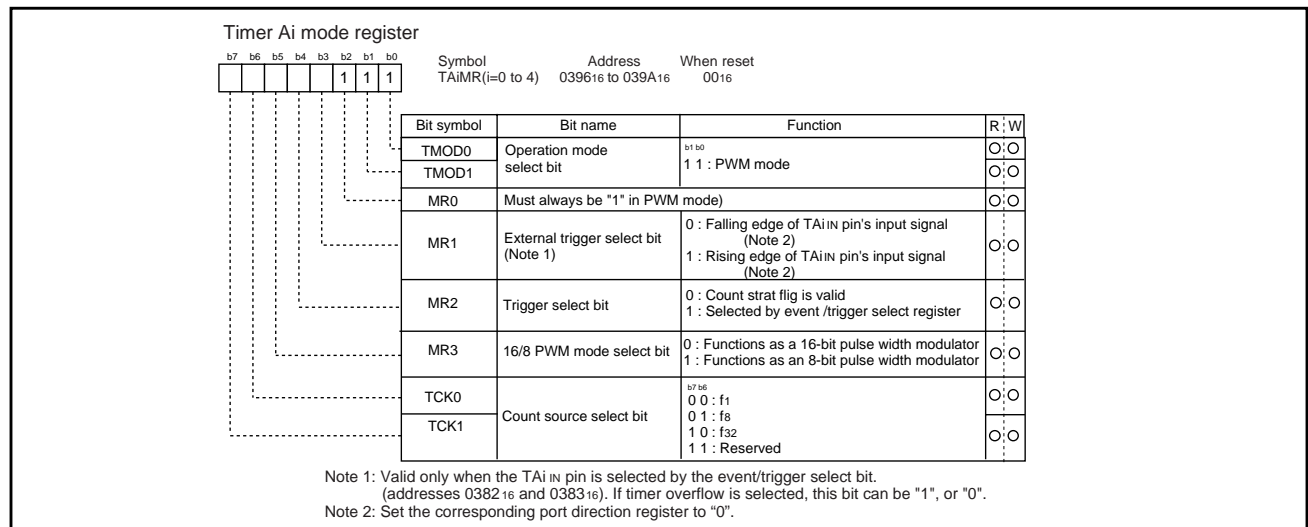 Timer Ai mode register
b7 b6 b5 b4 b3 b2 b1 b0
1 1 1
Symbol Address When reset
TAiMR(i=0 to 4) 039616 to 039A16 0016
Bit symbol Bit name Function R W
TMOD0 Operation mode select bit b1 b0
TMOD1 1 1 : PWM mode
MR0 Must always be "1" in PWM mode)
MR1 External trigger select bit (Note 1)
0 : Falling edge of TAiIN pin's input signal
(Note 2)
1 : Rising edge of TAiIN pin's input signal
(Note 2)
MR2 Trigger select bit
0 : Count strat flig is valid
1 : Selected by event /trigger select register
MR3 16/8 PWM mode select bit
0 : Functions as a 16-bit pulse width modulator
1 : Functions as an 8-bit pulse width modulator
TCK0
TCK1
Count source select bit
b7 b6
0 0 : f1
0 1 : f8
1 0 : f32
1 1 : Reserved
Note 1: Valid only when the TAi IN pin is selected by the event/trigger select bit.
(addresses 0382 16 and 0383 16). If timer overflow is selected, this bit can be "1", or "0".
Note 2: Set the corresponding port direction register to “0”.